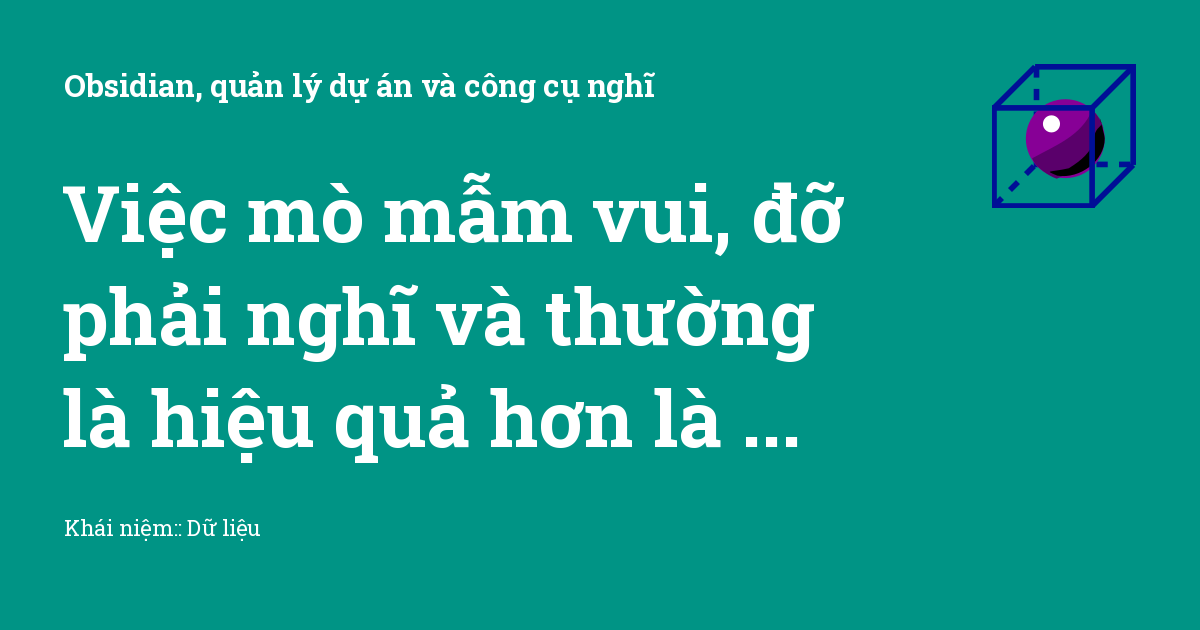 Obsidian, quản lý dự án và công cụ nghĩ
Việc mò mẫm vui, đỡ
phải nghĩ và thường
là hiệu quả hơn là ...
Khái niệm:: Dữ liệu